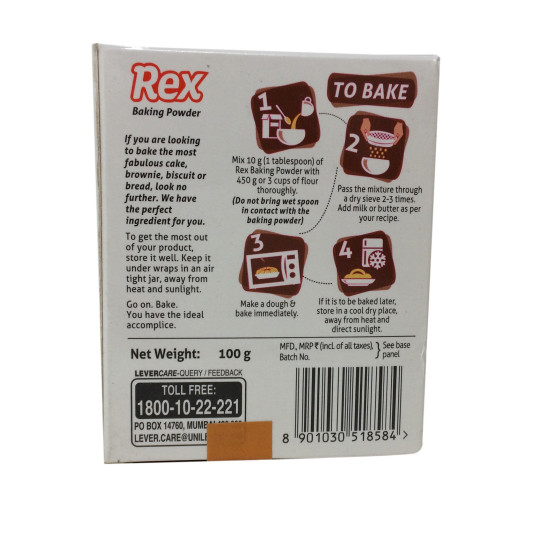 Rex
Baking Powder
If you are looking
to bake the most
fabulous cake,
brownie, biscuit or
bread, look no
further. We have
the perfect
ingredient for you.
To get the most out
of your product,
store it well. Keep it
under wraps in an air
tight jar, away from
heat and sunlight.
Go on. Bake.
You have the ideal
accomplice.
TO BAKE
1
Mix 10 g (1 tablespoon) of
Rex Baking Powder with
450 g or 3 cups of flour
thoroughly.
(Do not bring wet spoon
in contact with the
baking powder)
2
Pass the mixture through
a dry sieve 2-3 times.
Add milk or butter as per
your recipe.
3
Make a dough &
bake immediately.
4
If it is to be baked later,
store in a cool dry place,
away from heat and
direct sunlight.
Net Weight: 100 g
MFD., MRP ₹ (incl. of all taxes),
Batch No.
} See base
panel
LEVERCARE-QUERY / FEEDBACK
TOLL FREE:
1800-10-22-221
PO BOX 14760,
8 901030 518584 >